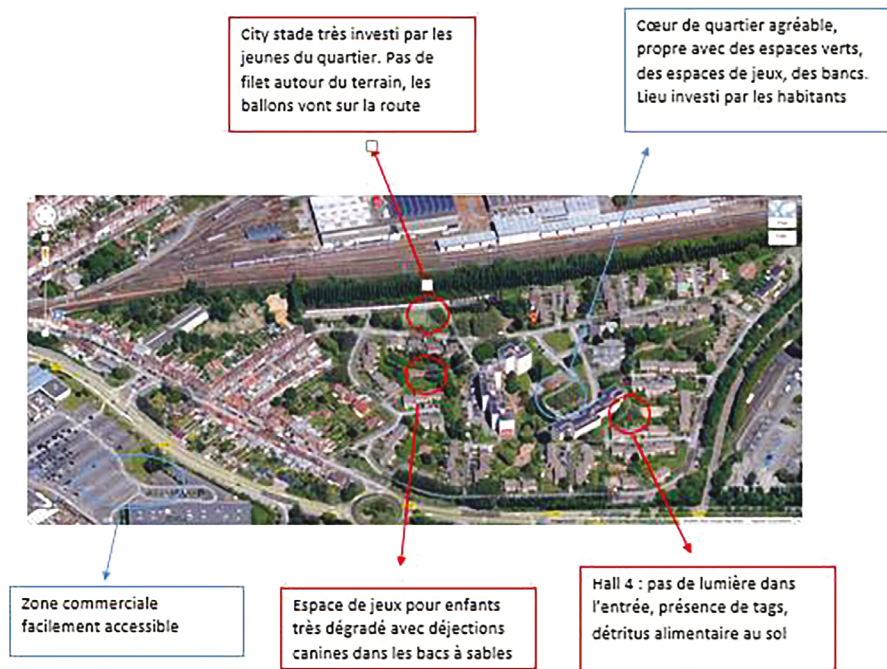 City stade très investi par les
jeunes du quartier. Pas de
filet autour du terrain, les
ballons vont sur la route
Cœur de quartier agréable,
propre avec des espaces verts,
des espaces de jeux, des bancs.
Lieu investi par les habitants
Zone commerciale
facilement accessible
Espace de jeux pour enfants
très dégradé avec déjections
canines dans les bacs à sables
Hall 4 : pas de lumière dans
l'entrée, présence de tags,
détritus alimentaire au sol